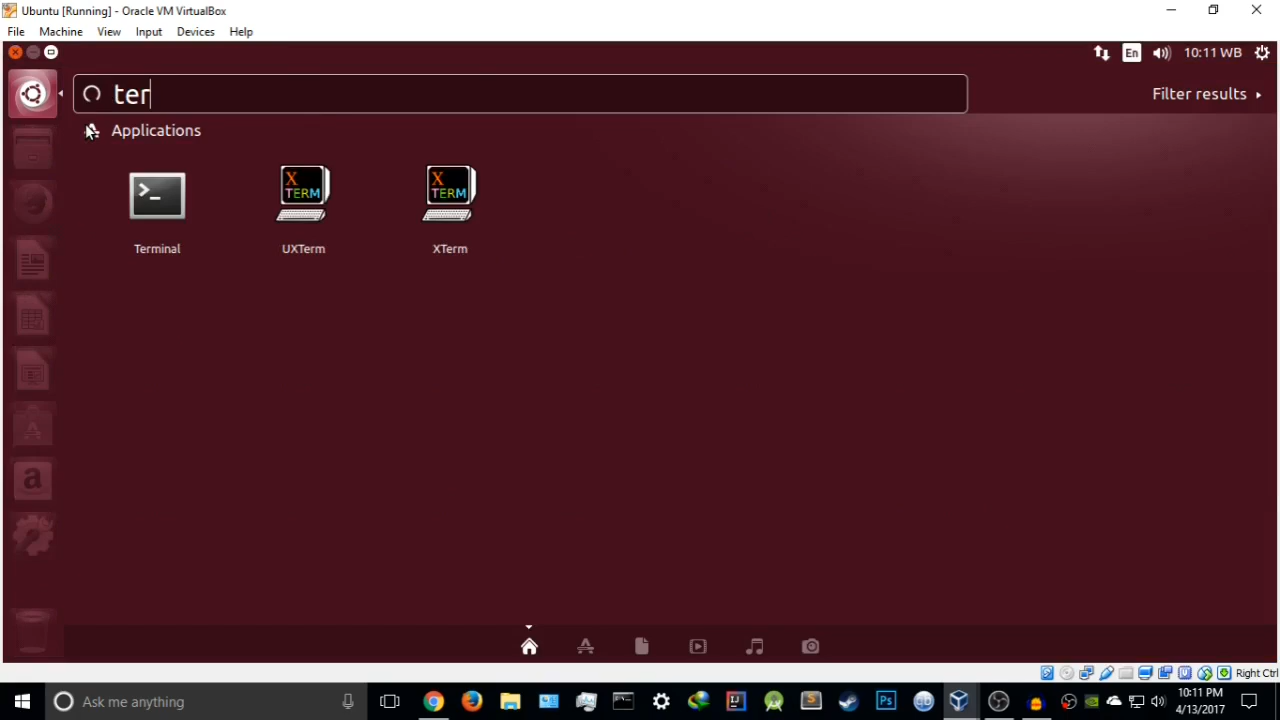 Ubuntu [Running] - Oracle VM VirtualBox
File Machine View Input Devices Help
En 10:11 WB
ter
Filter results
Applications
>_
X TERM
X TERM
Terminal
UXTerm
XTerm
a
Right Ctrl
Ask me anything
Ps
10:11 PM
4/13/2017